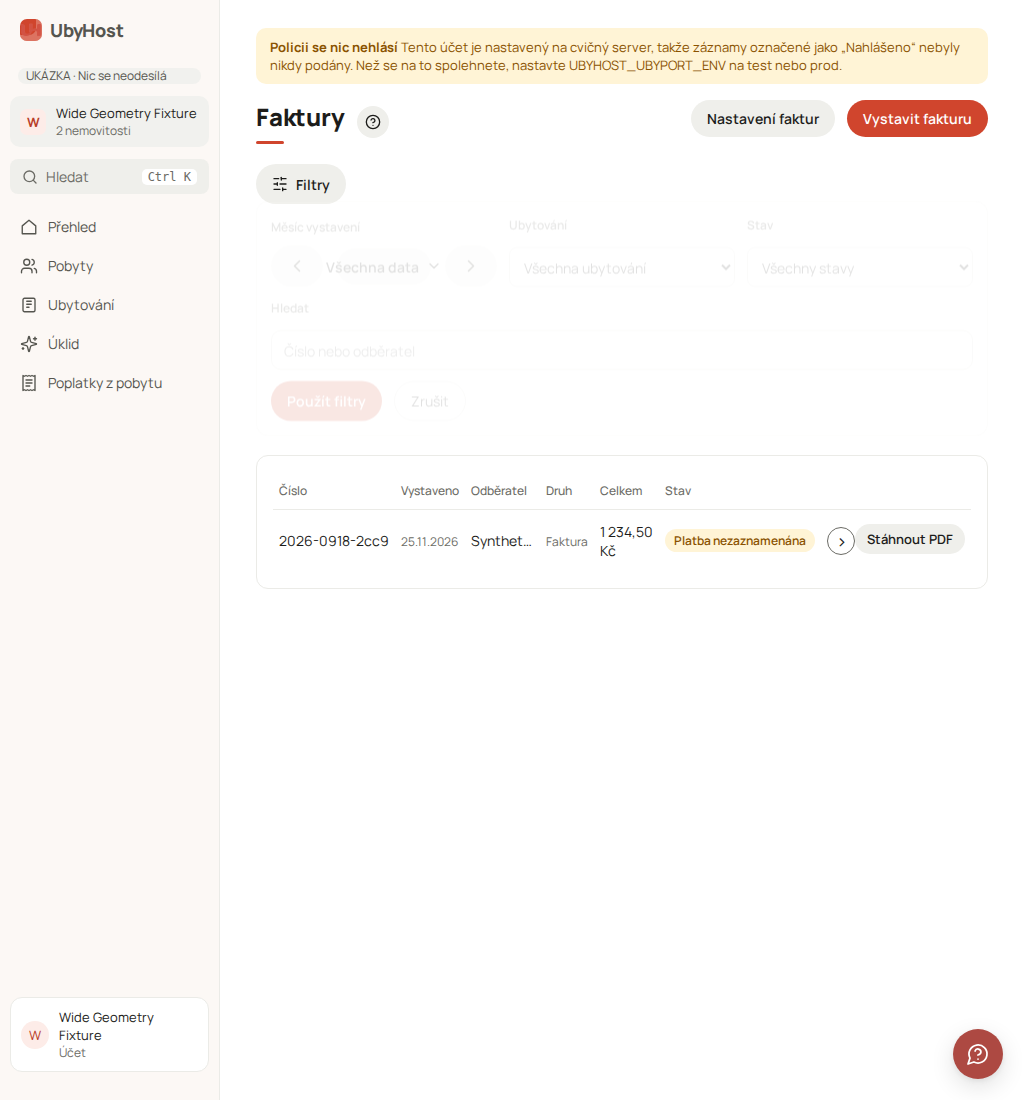 UbyHost
UKÁZKA · Nic se neodesílá
W
Wide Geometry Fixture
2 nemovitosti
Hledat
Ctrl K
Přehled
Pobyty
Ubytování
Úklid
Poplatky z pobytu
W
Wide Geometry
Fixture
Účet
Policii se nic nehlásí Tento účet je nastavený na cvičný server, takže záznamy označené jako „Nahlášeno“ nebyly
nikdy podány. Než se na to spolehnete, nastavte UBYHOST_UBYPORT_ENV na test nebo prod.
Faktury
Nastavení faktur
Vystavit fakturu
Filtry
Měsíc vystavení
Ubytování
Stav
Všechna data
Všechna ubytování
Všechny stavy
Hledat
Číslo nebo odběratel
Použít filtry
Zrušit
Číslo Vystaveno Odběratel Druh Celkem Stav
2026-0918-2cc9 25.11.2026 Synthet... Faktura 1 234,50 Kč Platba nezaznamenána Stáhnout PDF